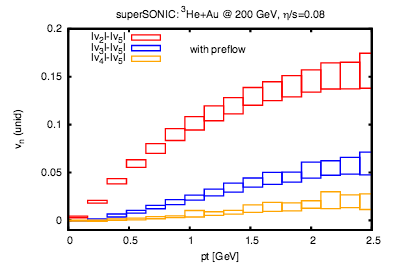 superSONIC: ³He+Au @ 200 GeV, η/s=0.08
|v₂|-|v₅|
|v₃|-|v₅|
|v₄|-|v₅|
with preflow
0.2
0.15
0.1
0.05
0
vₙ (unid)
0
0.5
1
1.5
2
2.5
pt [GeV]